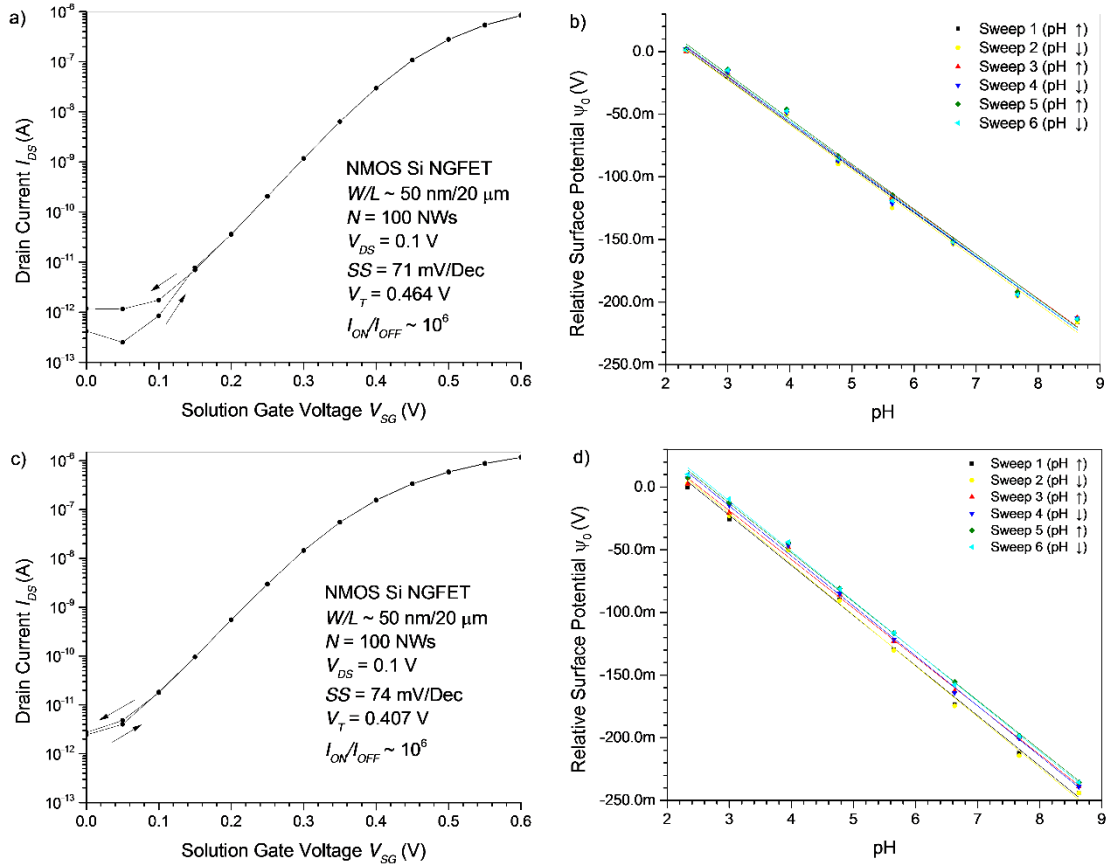 a)
Drain Current I_DS (A)
10⁻⁶
10⁻⁷
10⁻⁸
10⁻⁹
10⁻¹⁰
10⁻¹¹
10⁻¹²
10⁻¹³
NMOS Si NGFET
W/L ~ 50 nm/20 μm
N = 100 NWs
V_DS = 0.1 V
SS = 71 mV/Dec
V_T = 0.464 V
I_ON/I_OFF ~ 10⁶
0.0 0.1 0.2 0.3 0.4 0.5 0.6
Solution Gate Voltage V_SG (V)
b)
Relative Surface Potential ψ₀ (V)
0.0
-50.0m
-100.0m
-150.0m
-200.0m
-250.0m
Sweep 1 (pH ↑)
Sweep 2 (pH ↓)
Sweep 3 (pH ↑)
Sweep 4 (pH ↓)
Sweep 5 (pH ↑)
Sweep 6 (pH ↓)
2 3 4 5 6 7 8 9
pH
c)
Drain Current I_DS (A)
10⁻⁶
10⁻⁷
10⁻⁸
10⁻⁹
10⁻¹⁰
10⁻¹¹
10⁻¹²
10⁻¹³
NMOS Si NGFET
W/L ~ 50 nm/20 μm
N = 100 NWs
V_DS = 0.1 V
SS = 74 mV/Dec
V_T = 0.407 V
I_ON/I_OFF ~ 10⁶
0.0 0.1 0.2 0.3 0.4 0.5 0.6
Solution Gate Voltage V_SG (V)
d)
Relative Surface Potential ψ₀ (V)
0.0
-50.0m
-100.0m
-150.0m
-200.0m
-250.0m
Sweep 1 (pH ↑)
Sweep 2 (pH ↓)
Sweep 3 (pH ↑)
Sweep 4 (pH ↓)
Sweep 5 (pH ↑)
Sweep 6 (pH ↓)
2 3 4 5 6 7 8 9
pH